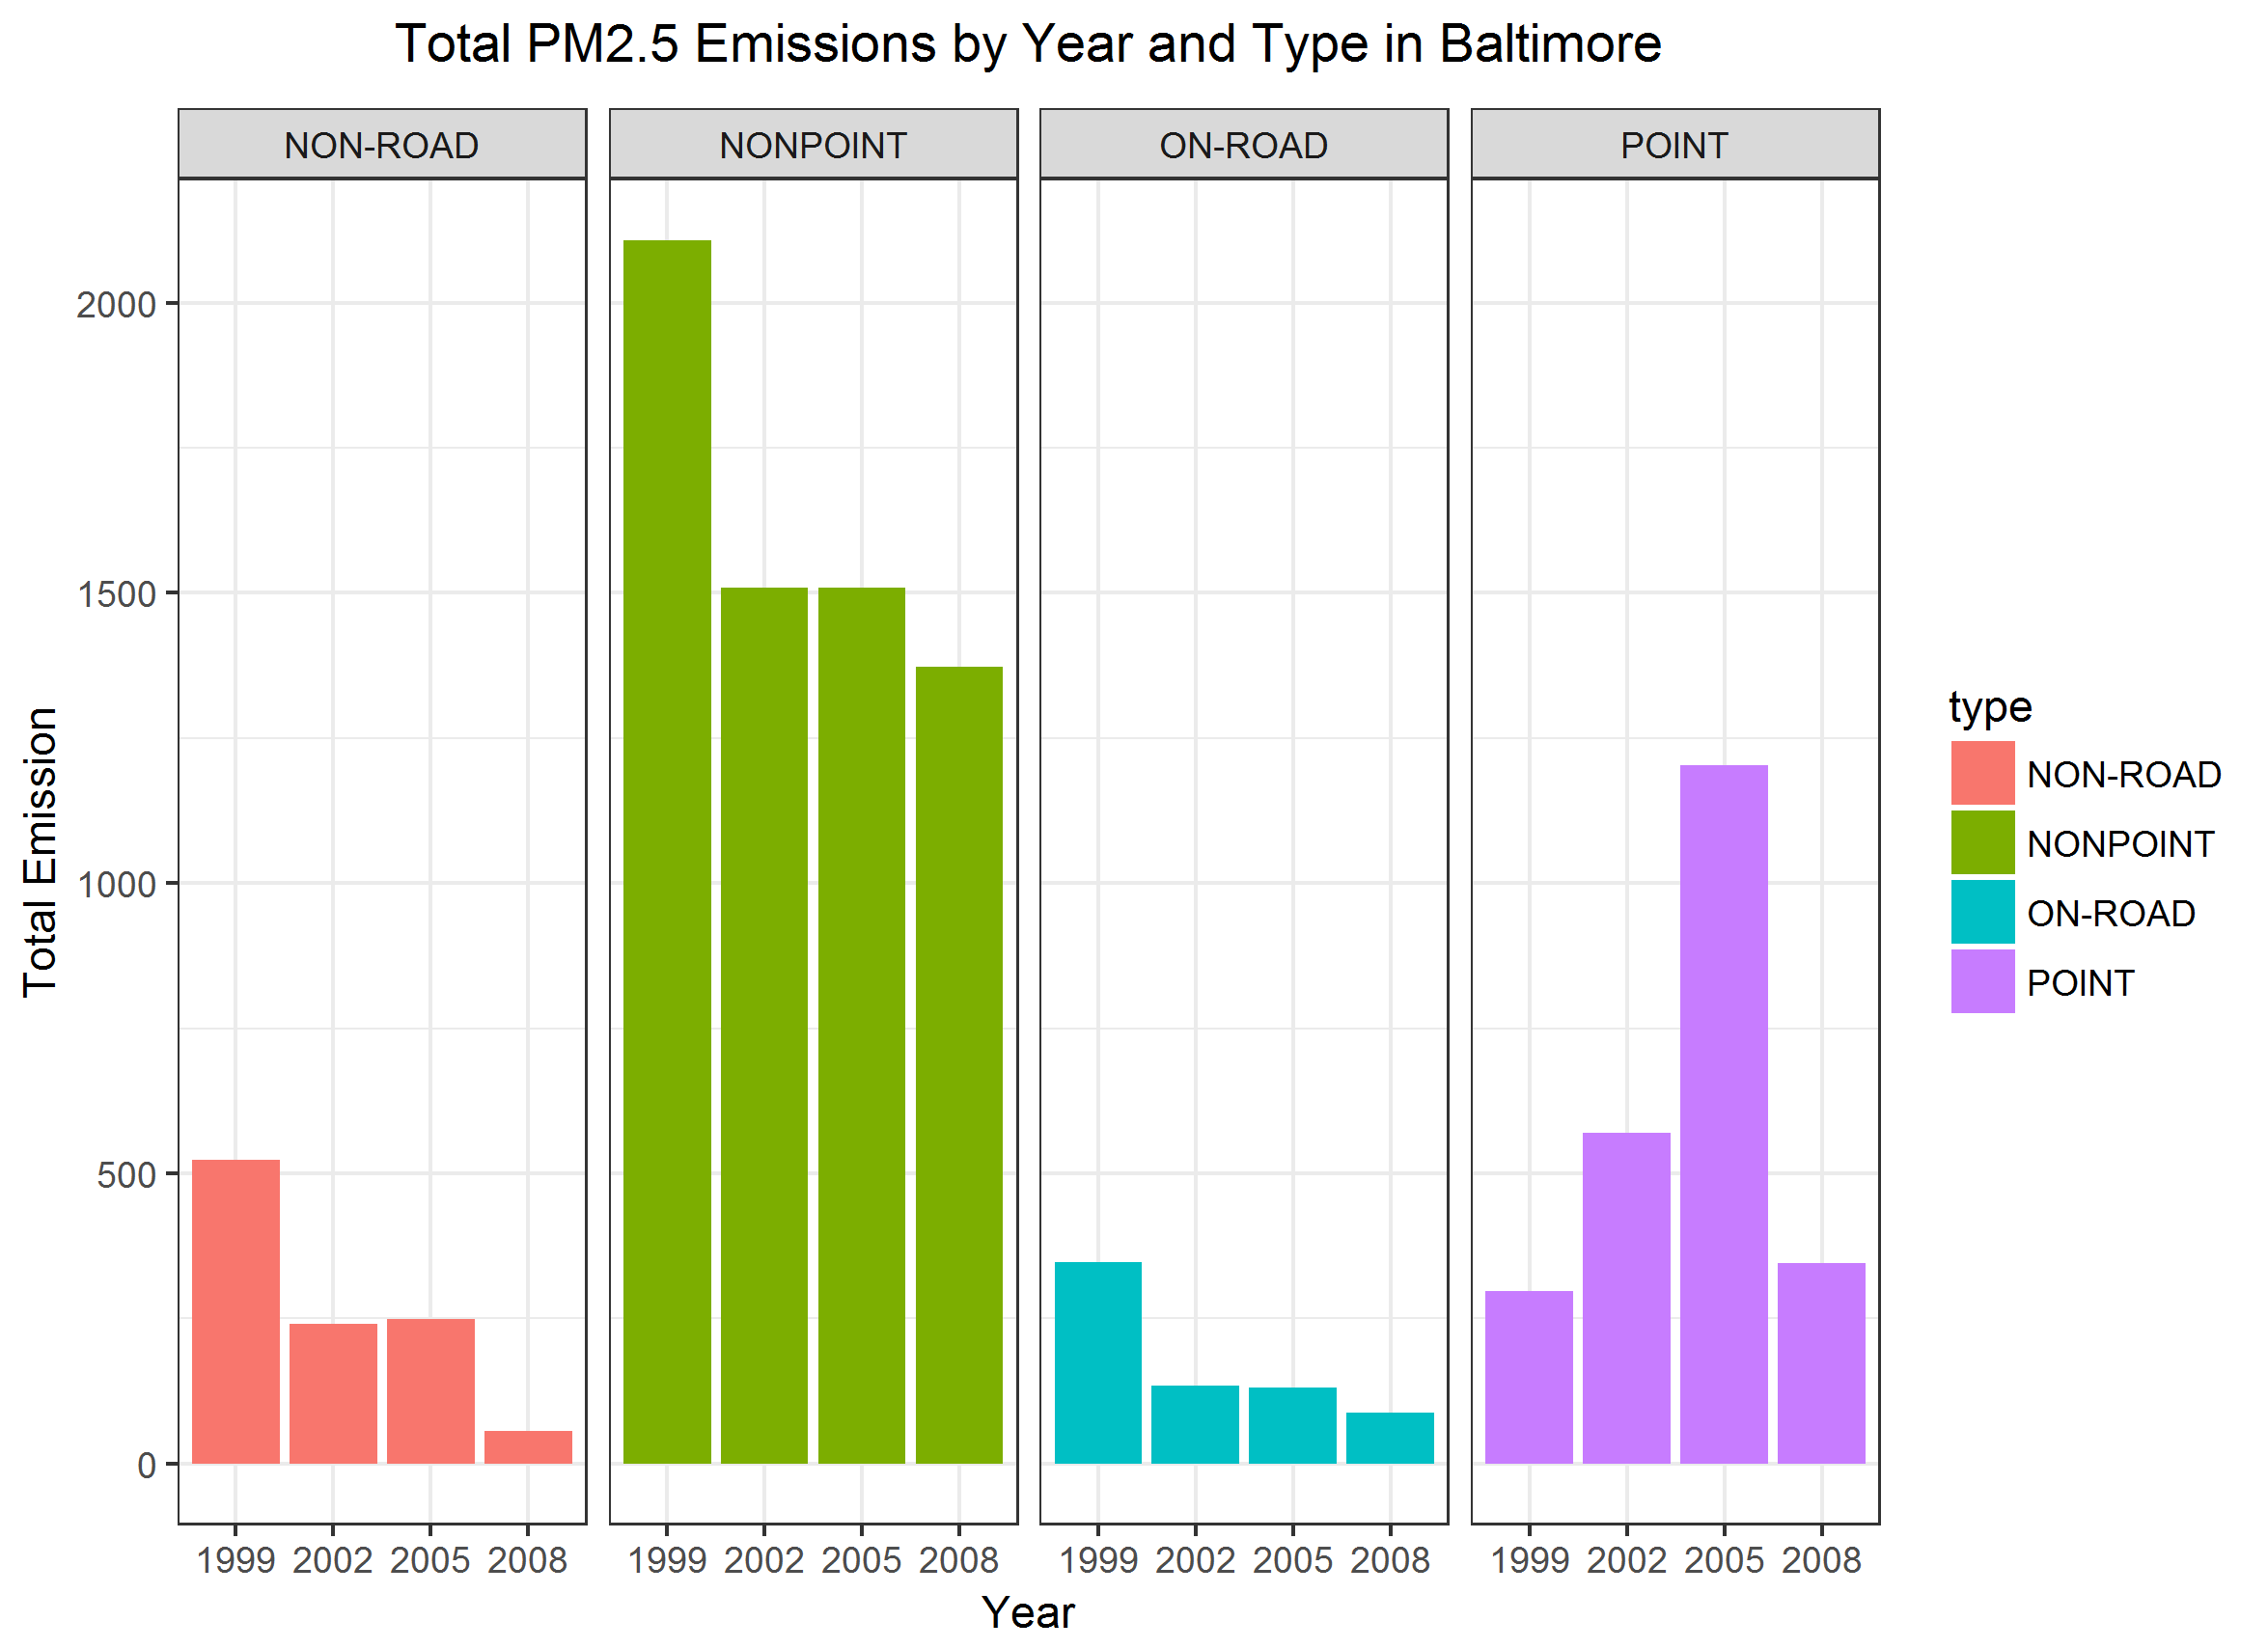 Total PM2.5 Emissions by Year and Type in Baltimore
NON-ROAD NONPOINT ON-ROAD POINT
2000
1500
1000
500
0
Total Emission
1999 2002 2005 2008 1999 2002 2005 2008 1999 2002 2005 2008 1999 2002 2005 2008
Year
type
NON-ROAD
NONPOINT
ON-ROAD
POINT